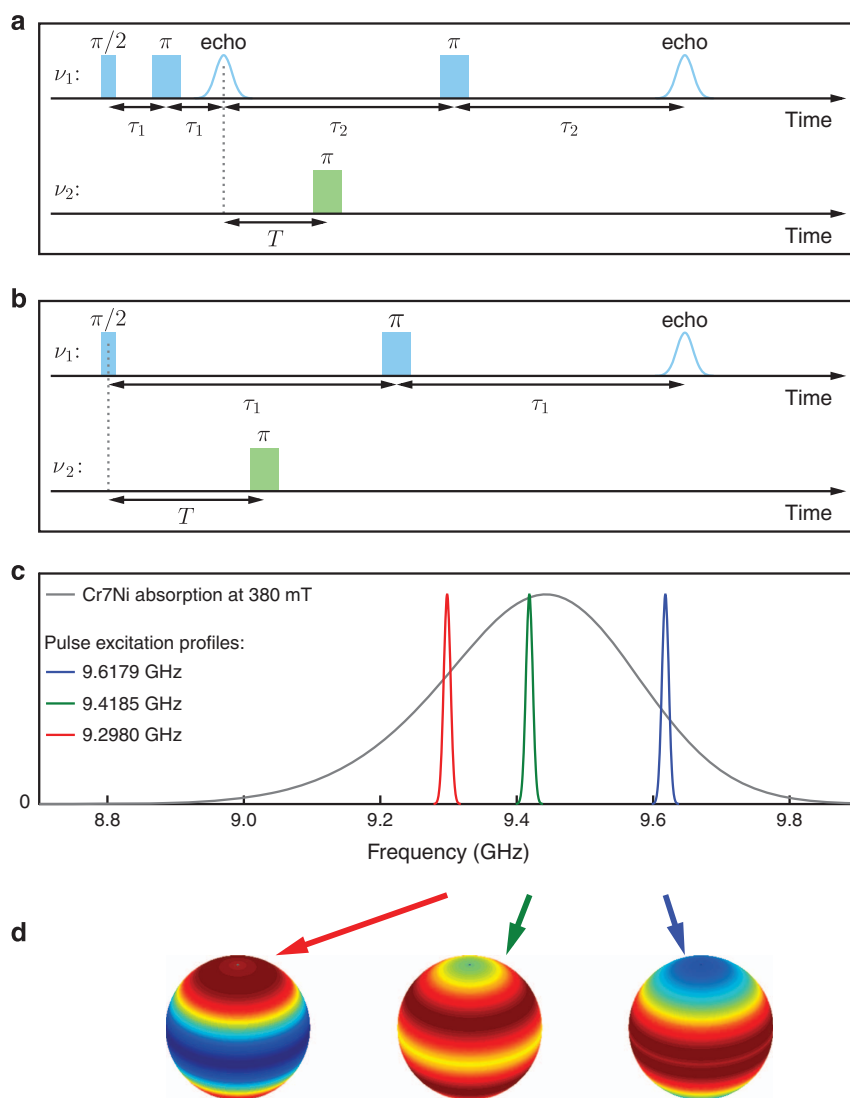 a
π/2 π echo π echo
ν₁:
τ₁ τ₁ τ₂ τ₂
Time
π
ν₂:
T
Time
b
π/2 π echo
ν₁:
τ₁ τ₁
Time
π
ν₂:
T
Time
c
Cr7Ni absorption at 380 mT
Pulse excitation profiles:
9.6179 GHz
9.4185 GHz
9.2980 GHz
0
8.8 9.0 9.2 9.4 9.6 9.8
Frequency (GHz)
d